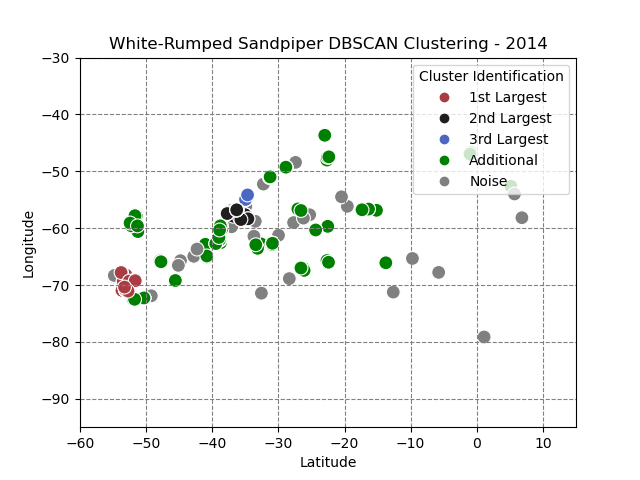 White-Rumped Sandpiper DBSCAN Clustering - 2014
Cluster Identification
1st Largest
2nd Largest
3rd Largest
Additional
Noise
−30
−40
−50
−60
−70
−80
−90
Longitude
−60
−50
−40
−30
−20
−10
0
10
Latitude